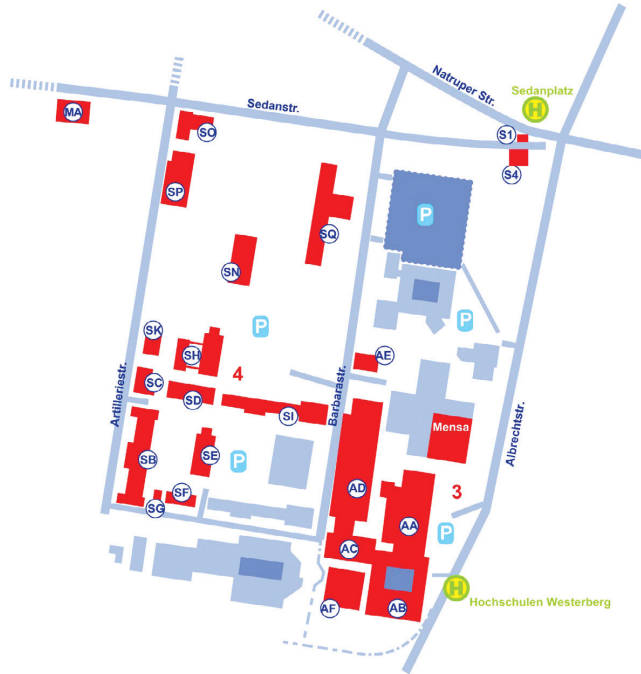 Natruper Str.
Sedanplatz
H
MA
Sedanstr.
SO
S1
S4
SP
P
SQ
SN
SK
P
P
SH
AE
4
SC
SD
SI
Artilleriestr.
Barbarastr.
Albrechtstr.
Mensa
SB
SE
P
AD
3
SF
SG
AA
P
AC
H
Hochschulen Westerberg
AF
AB